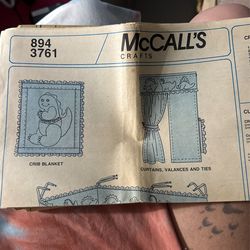 894
3761
McCALL'S
CRAFTS
CRIB BLANKET
CURTAINS, VALANCES AND TIES